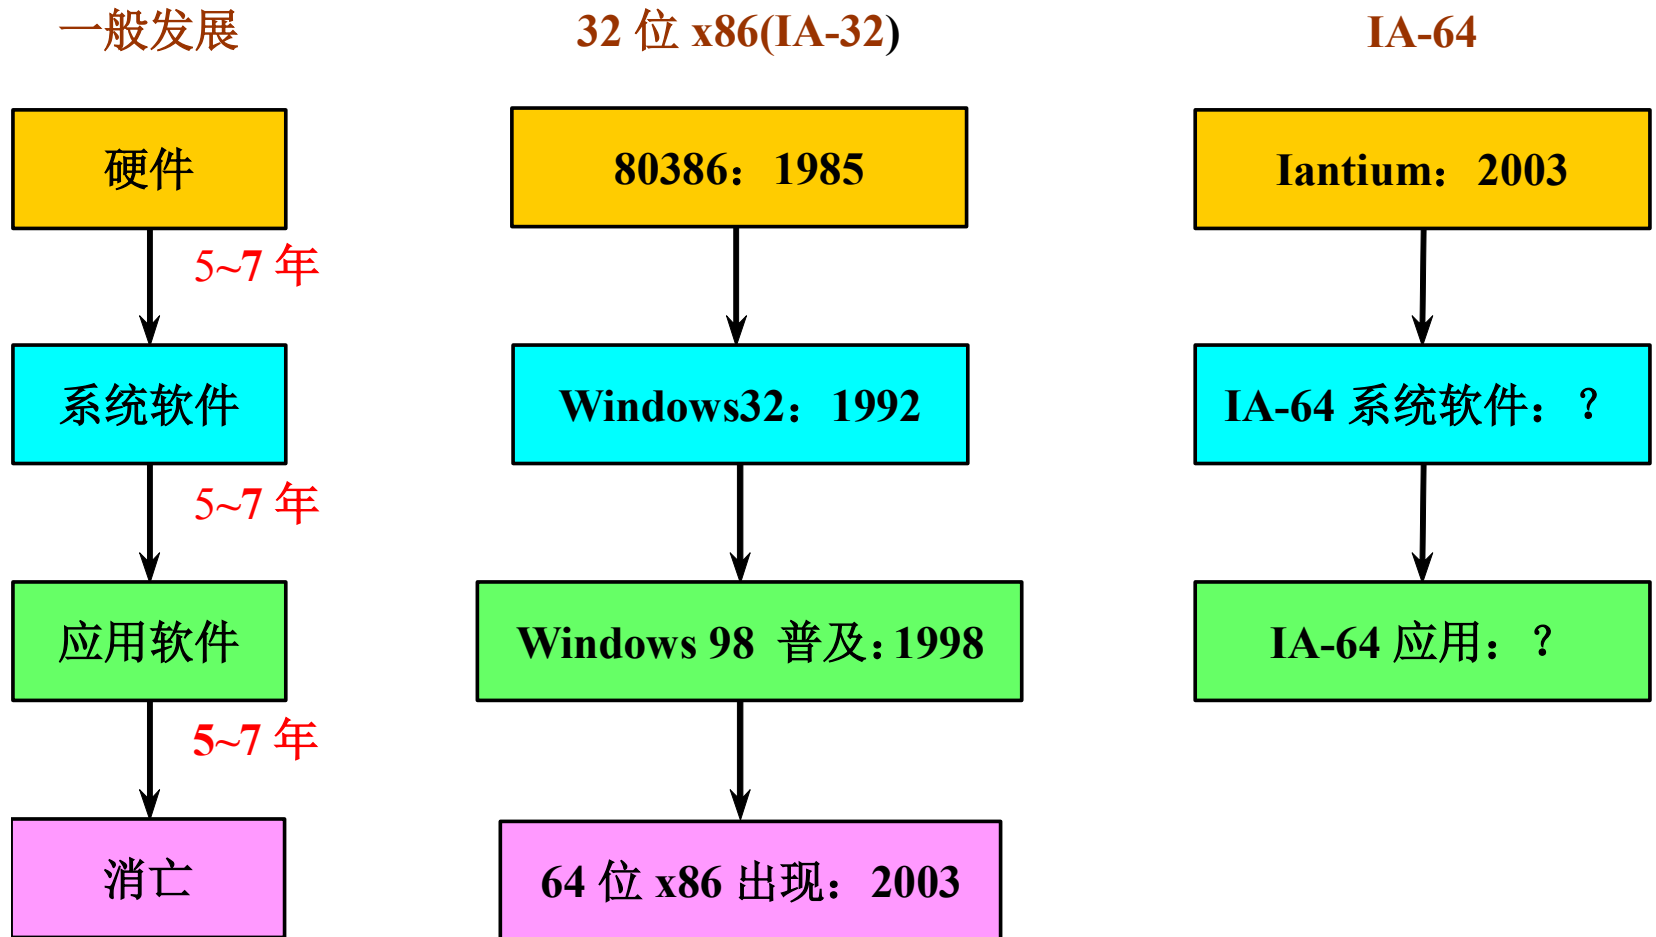 一般发展
32 位 x86(IA-32)
IA-64
硬件
80386：1985
Iantium：2003
5~7 年
系统软件
Windows32：1992
IA-64 系统软件：？
5~7 年
应用软件
Windows 98 普及：1998
IA-64 应用：？
5~7 年
消亡
64 位 x86 出现：2003